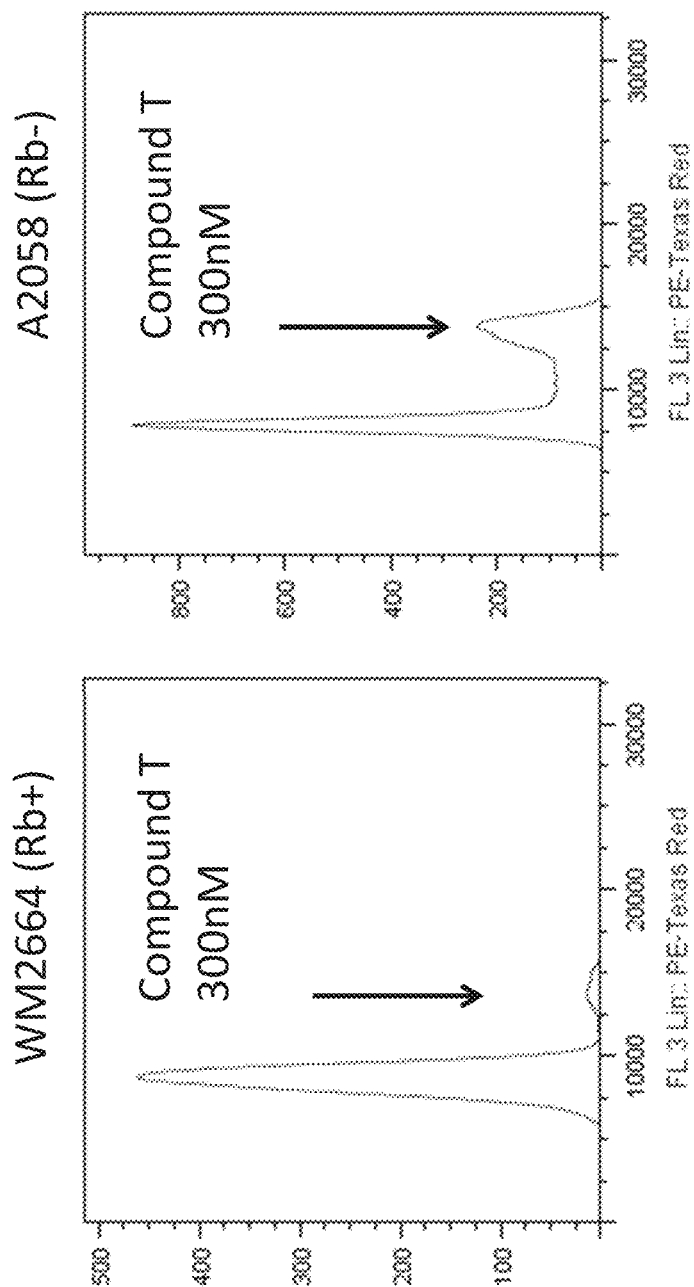 WM2664 (Rb+)
Compound T
300nM
500
400
300
200
100
10000
20000
30000
FL 3 Lin:: PE-Texas Red
A2058 (Rb-)
Compound T
300nM
800
600
400
200
10000
20000
30000
FL 3 Lin:: PE-Texas Red